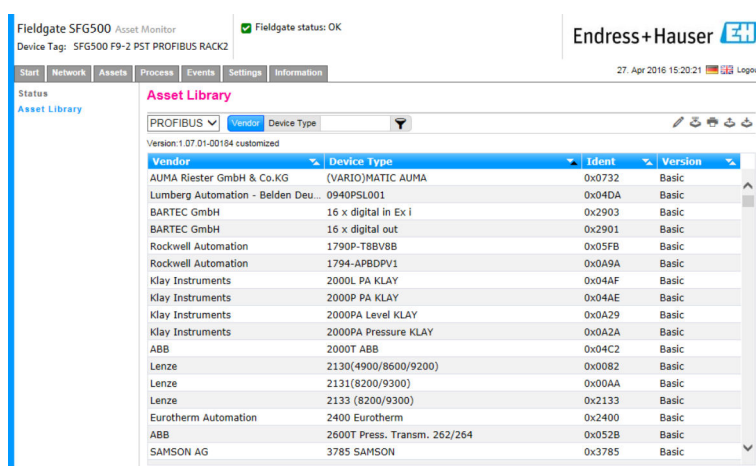 Fieldgate SFG500 Asset Monitor
Fieldgate status: OK
Device Tag: SFG500 F9-2 PST PROFIBUS RACK2
Endress+Hauser EH
Start Network Assets Process Events Settings Information
27. Apr 2016 15:20:21 Logou
Status
Asset Library
Asset Library
PROFIBUS Vendor Device Type
Version:1.07.01-00184 customized
Vendor Device Type Ident Version
AUMA Riester GmbH & Co.KG (VARIO)MATIC AUMA 0x0732 Basic
Lumberg Automation - Belden Deu... 0940PSL001 0x04DA Basic
BARTEC GmbH 16 x digital in Ex i 0x2903 Basic
BARTEC GmbH 16 x digital out 0x2901 Basic
Rockwell Automation 1790P-T8BV8B 0x05FB Basic
Rockwell Automation 1794-APBDPV1 0x0A9A Basic
Klay Instruments 2000L PA KLAY 0x04AF Basic
Klay Instruments 2000P PA KLAY 0x04AE Basic
Klay Instruments 2000PA Level KLAY 0x0A29 Basic
Klay Instruments 2000PA Pressure KLAY 0x0A2A Basic
ABB 2000T ABB 0x04C2 Basic
Lenze 2130(4900/8600/9200) 0x0082 Basic
Lenze 2131(8200/9300) 0x00AA Basic
Lenze 2133 (8200/9300) 0x2133 Basic
Eurotherm Automation 2400 Eurotherm 0x2400 Basic
ABB 2600T Press. Transm. 262/264 0x052B Basic
SAMSON AG 3785 SAMSON 0x3785 Basic